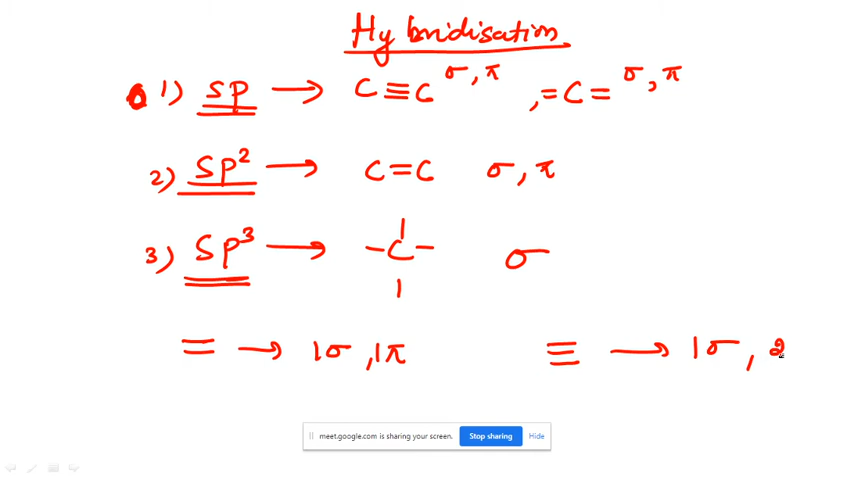 Hybridisation
1) sp → C≡C σ, π , =C= σ, π
2) sp² → C=C σ, π
3) sp³ → –C– σ
= → 1σ, 1π ≡ → 1σ, 2
meet.google.com is sharing your screen. Stop sharing Hide